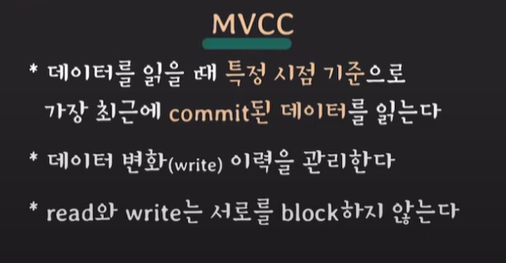 MVCC
* 데이터를 읽을 때 특정 시점 기준으로
가장 최근에 commit된 데이터를 읽는다
* 데이터 변화(write) 이력을 관리한다
* read와 write는 서로를 block하지 않는다